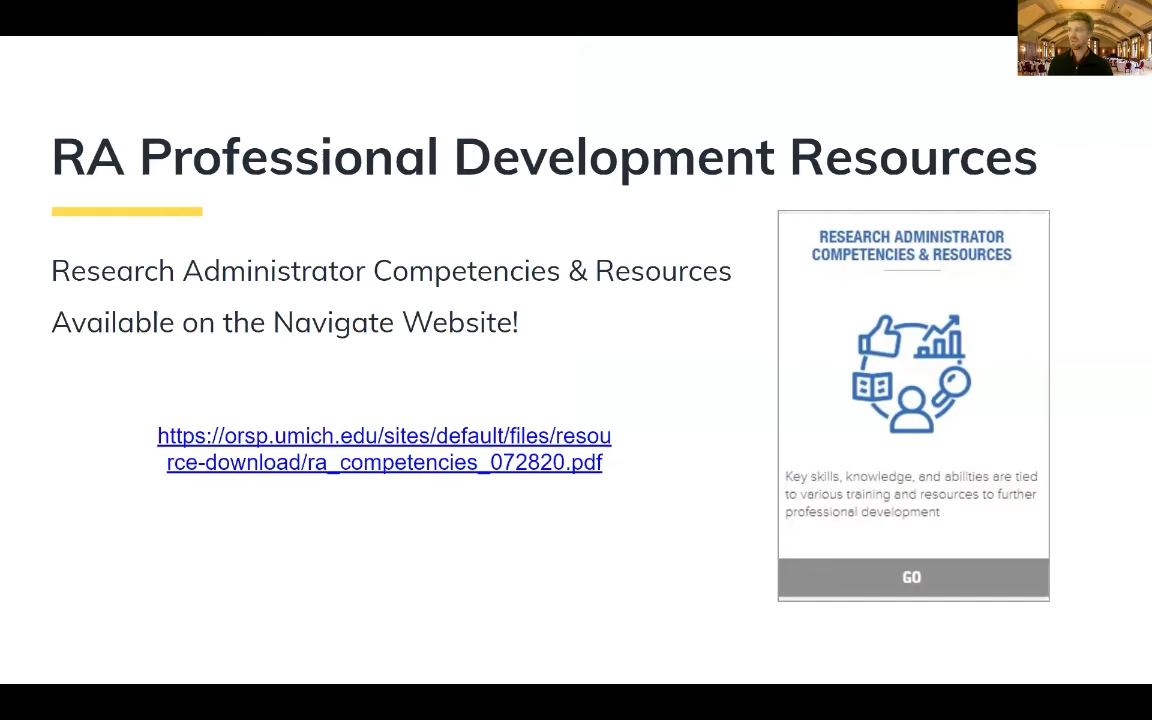 RA Professional Development Resources
Research Administrator Competencies & Resources
Available on the Navigate Website!
https://orsp.umich.edu/sites/default/files/resou
rce-download/ra_competencies_072820.pdf
RESEARCH ADMINISTRATOR
COMPETENCIES & RESOURCES
Key skills, knowledge, and abilities are tied
to various training and resources to further
professional development
GO